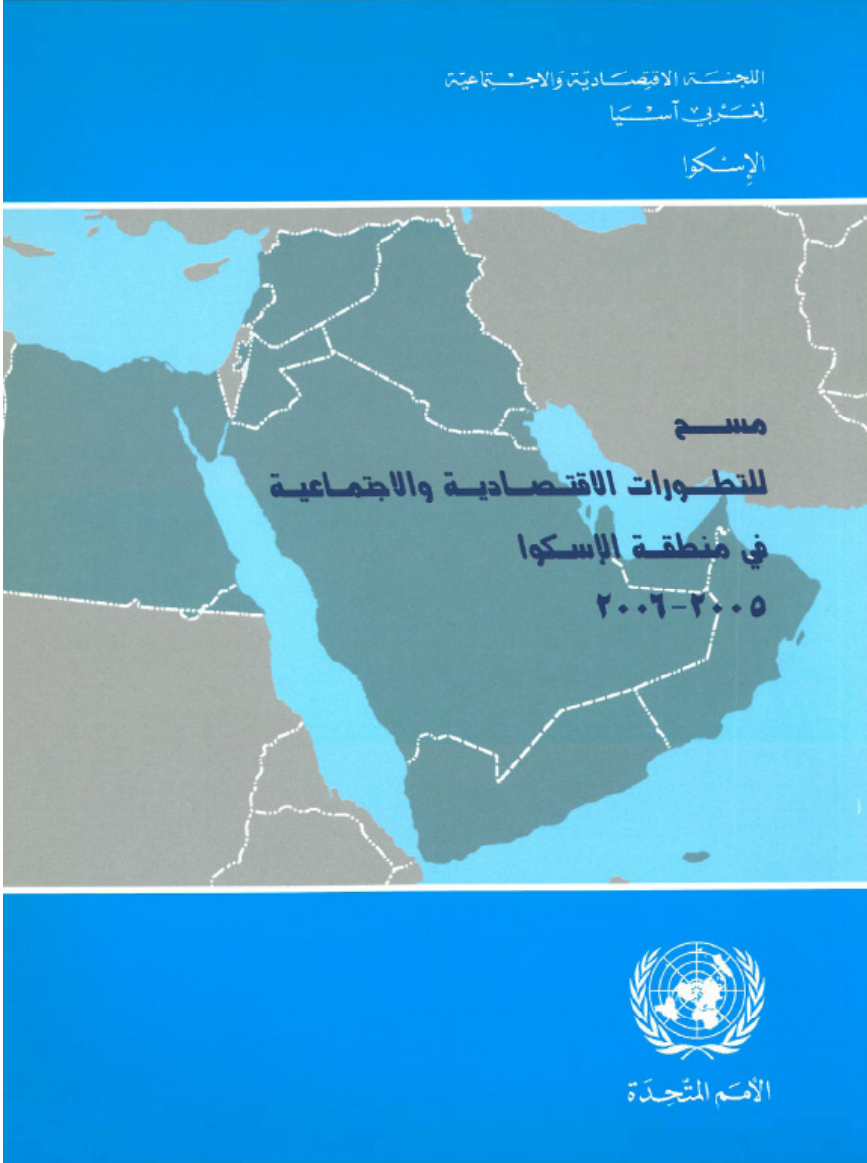 اللجنة الاقتصادية والاجتماعية
لغربي آسيا
الإسكوا
مسح
للتطورات الاقتصادية والاجتماعية
في منطقة الإسكوا
٢٠٠٥-٢٠٠٦
الأمم المتحدة